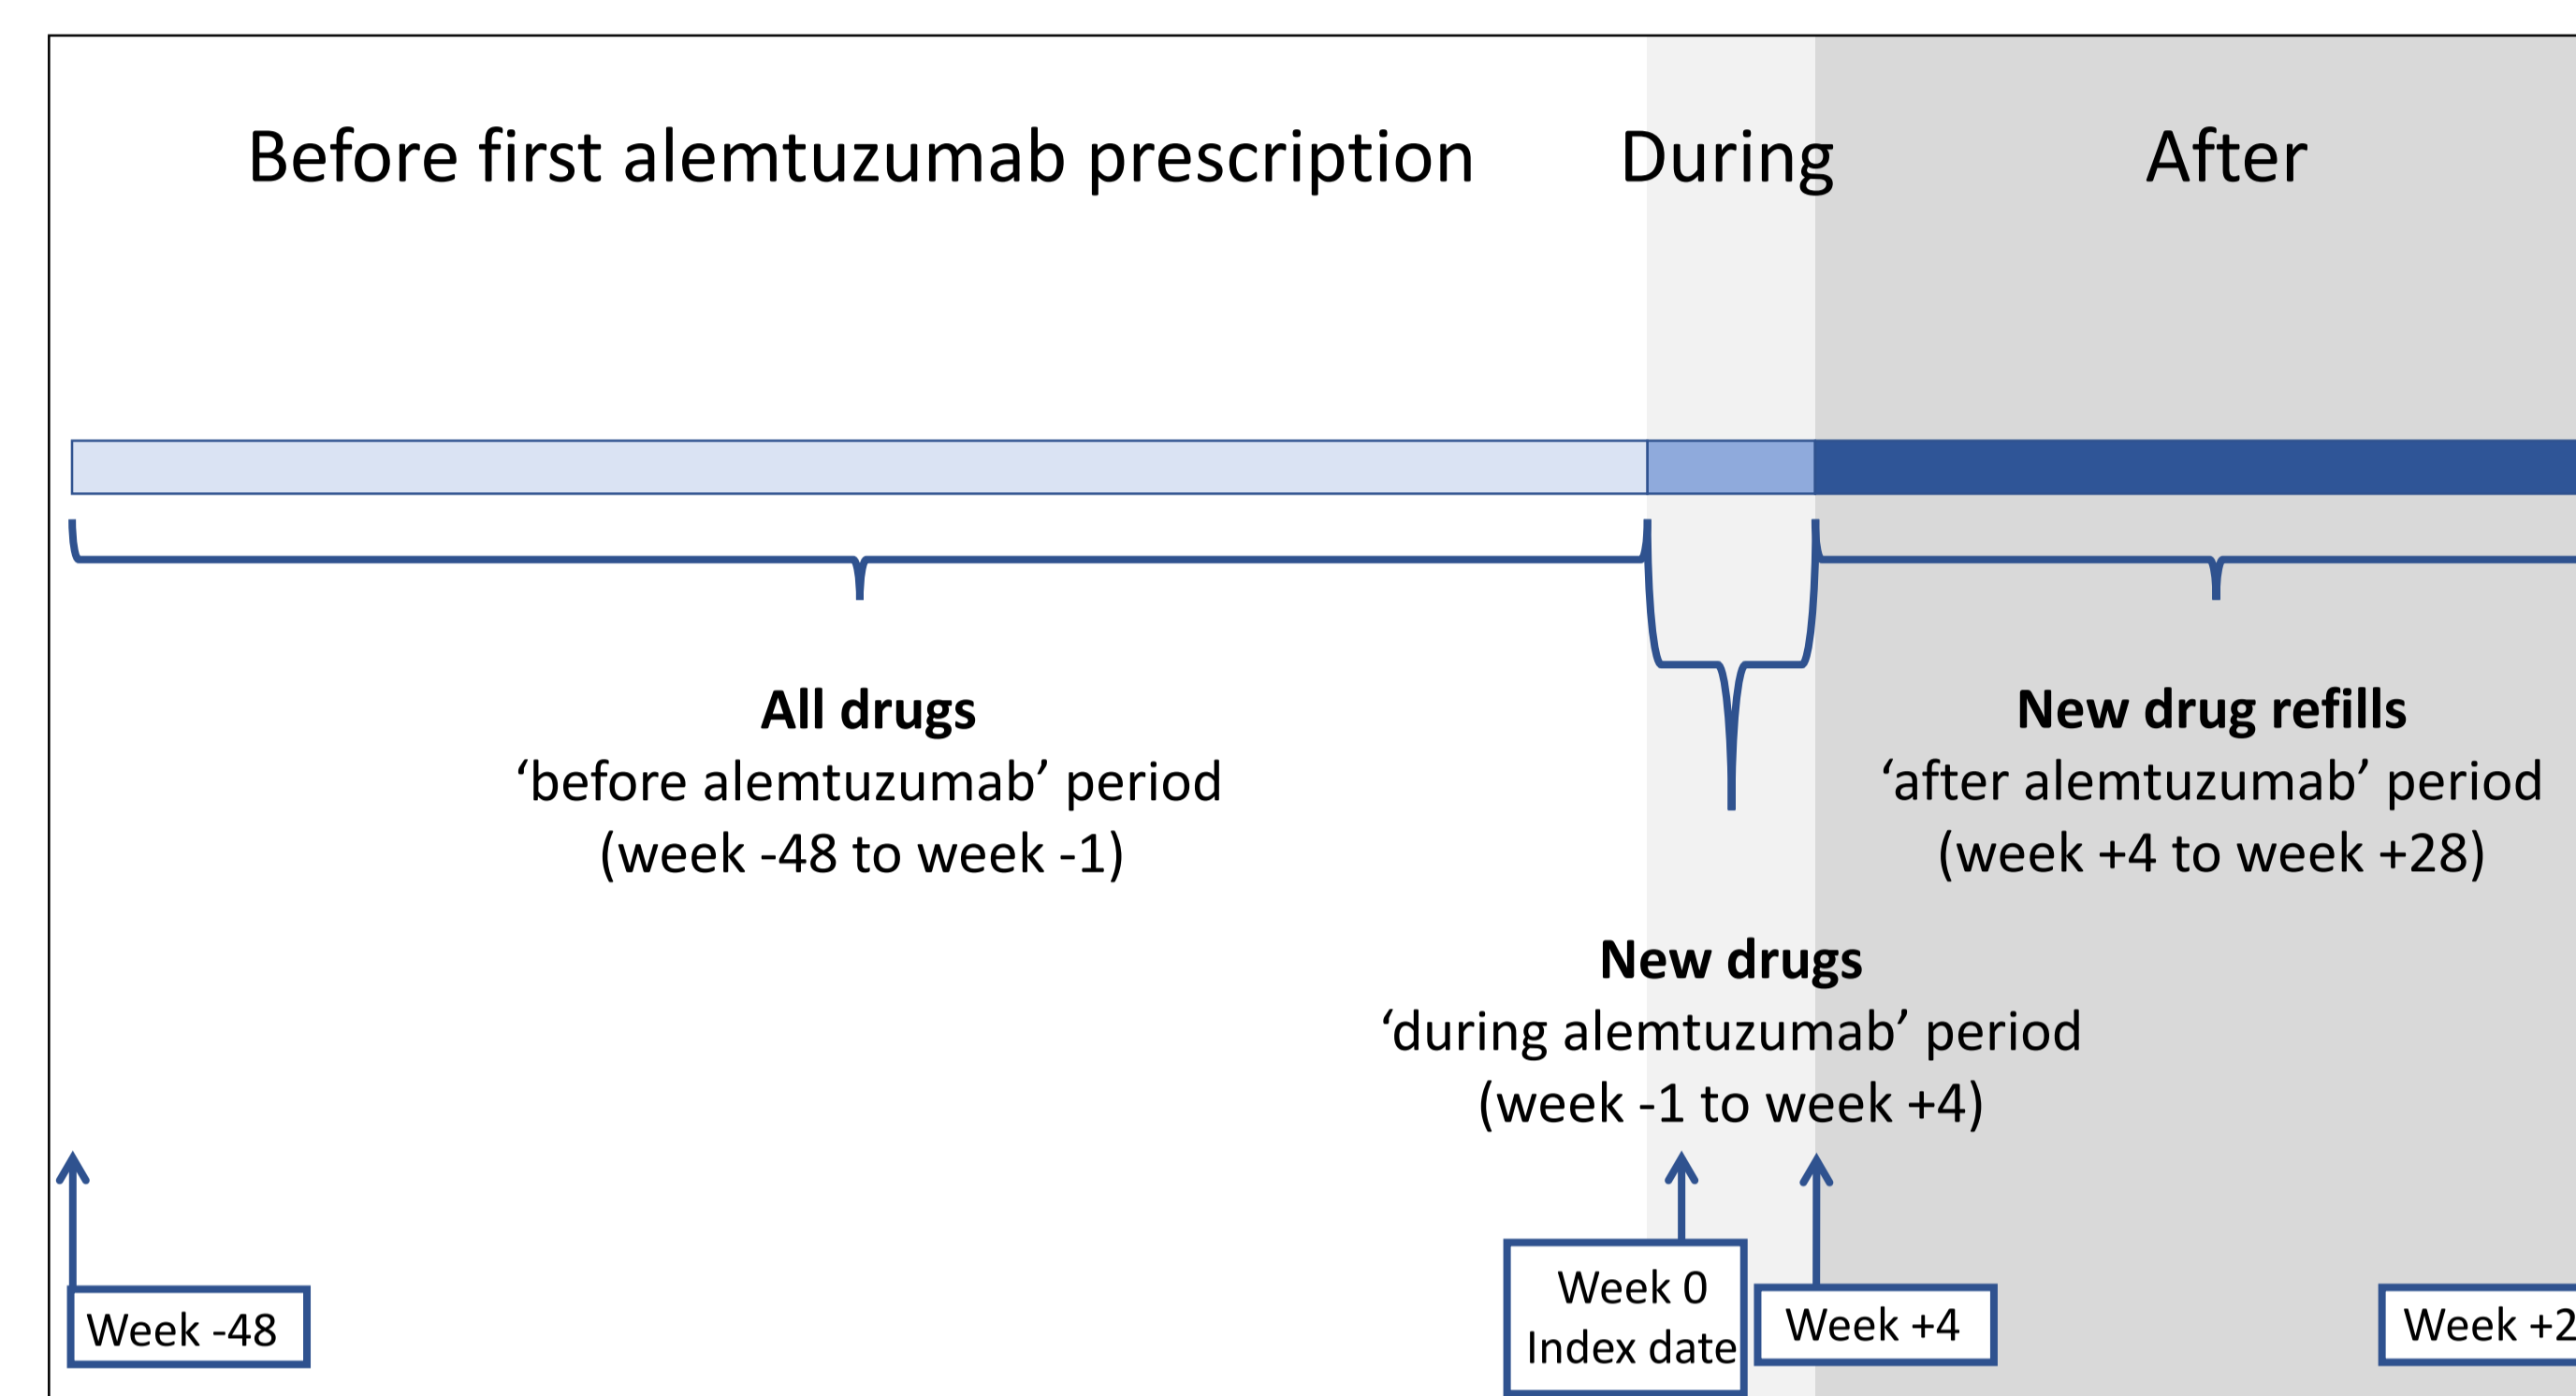 Before first alemtuzumab prescription
During
After
All drugs
‘before alemtuzumab’ period
(week -48 to week -1)
New drug refills
‘after alemtuzumab’ period
(week +4 to week +28)
New drugs
‘during alemtuzumab’ period
(week -1 to week +4)
Week -48
Week 0
Index date
Week +4
Week +2